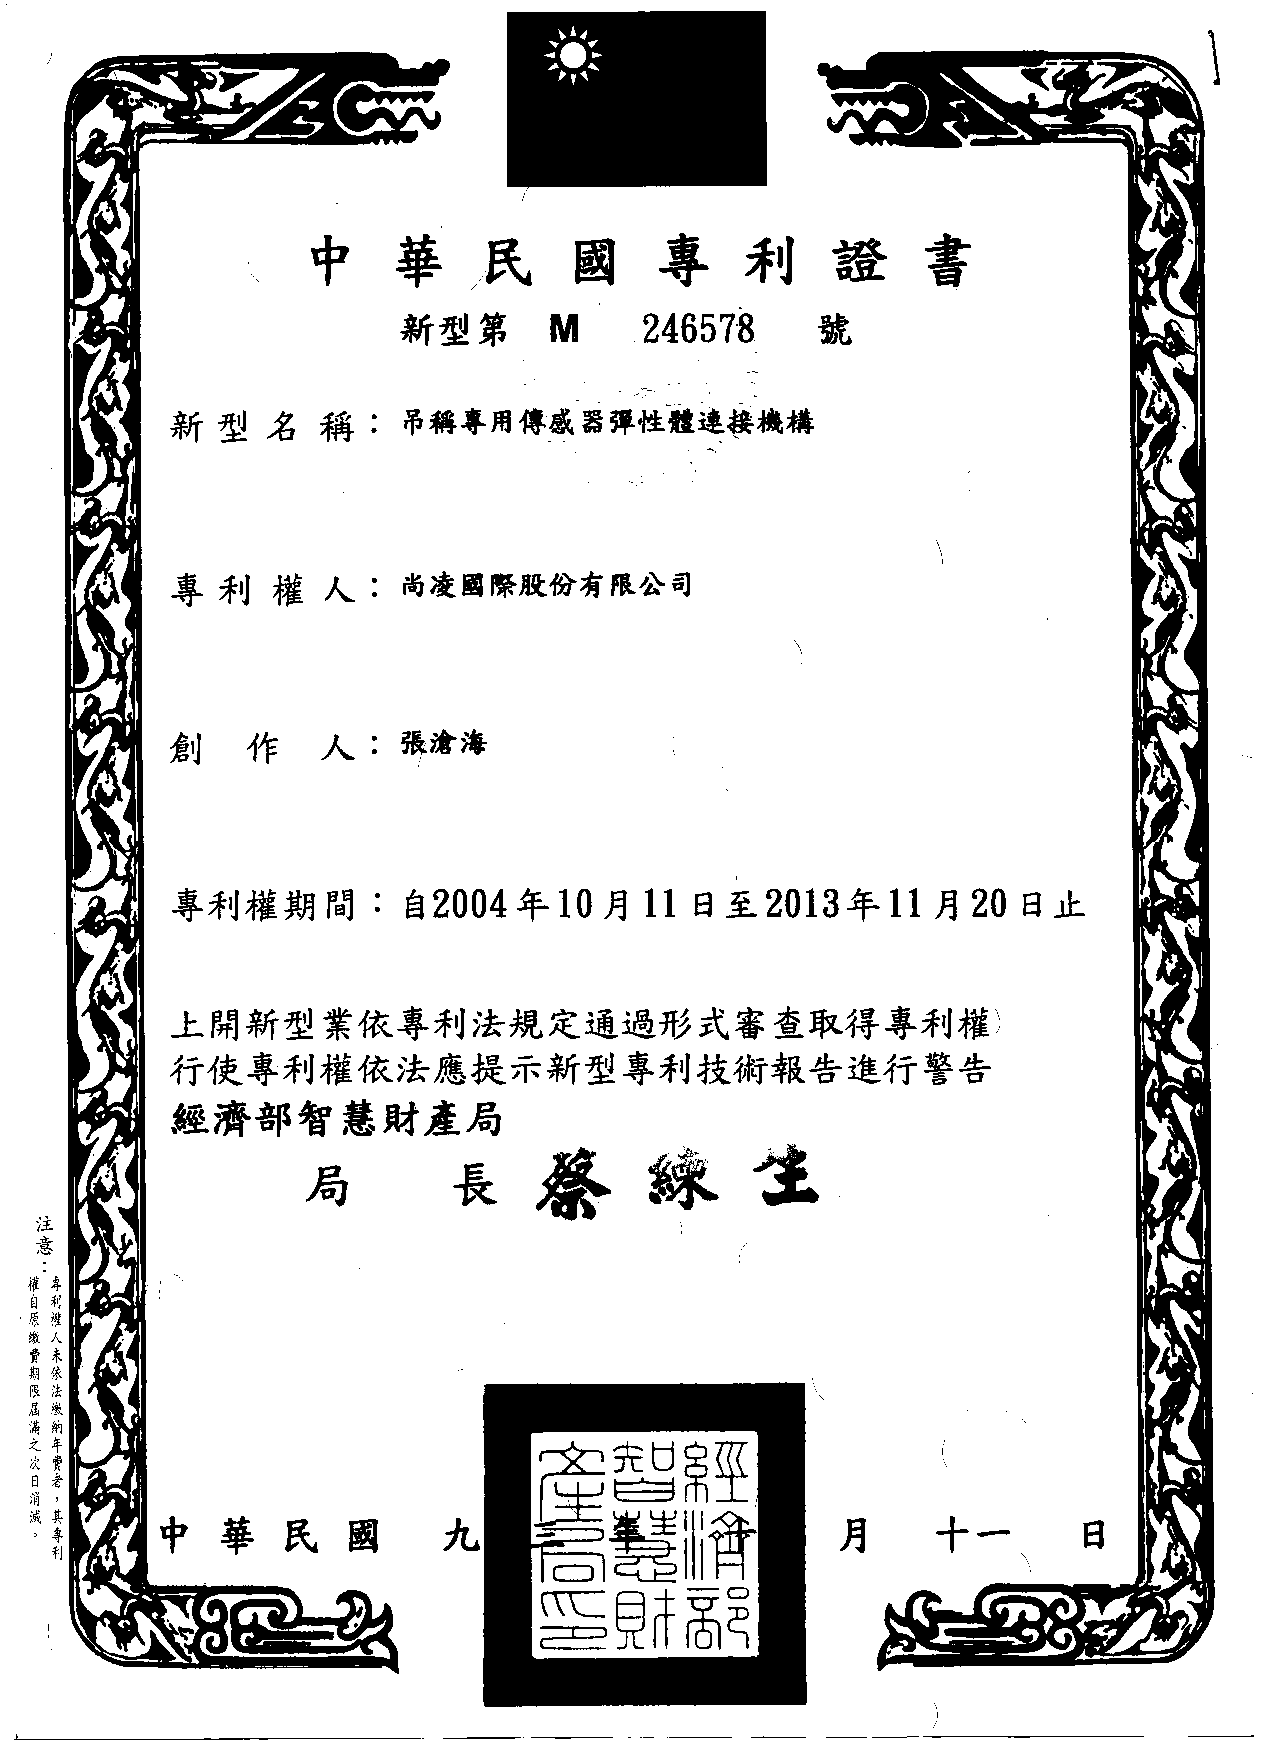 中華民國專利證書
新型第 M 246578 號
新型名稱：吊稱專用傳感器彈性體連接機構
專利權人：尚凌國際股份有限公司
創作人：張滄海
專利權期間：自2004年10月11日至2013年11月20日止
上開新型業依專利法規定通過形式審查取得專利權
行使專利權依法應提示新型專利技術報告進行警告
經濟部智慧財產局
局長 蔡練生
注意：
專利權人未依法繳納年費者，其專利
權自原繳費期限屆滿之次日消滅。
經濟部
智慧財
產局印
中華民國九三年十月十一日